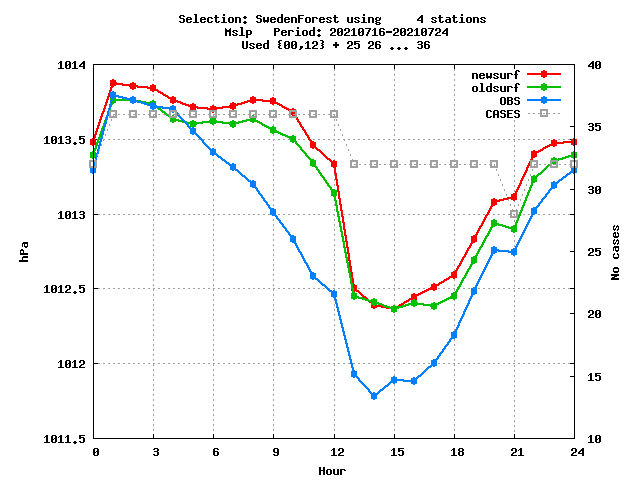 Selection: SwedenForest using     4 stations
Mslp   Period: 20210716-20210724
Used {00,12} + 25 26 ... 36
1014
1013.5
1013
1012.5
1012
1011.5
hPa
40
35
30
25
20
15
10
No cases
newsurf
oldsurf
OBS
CASES
0 3 6 9 12 15 18 21 24
Hour